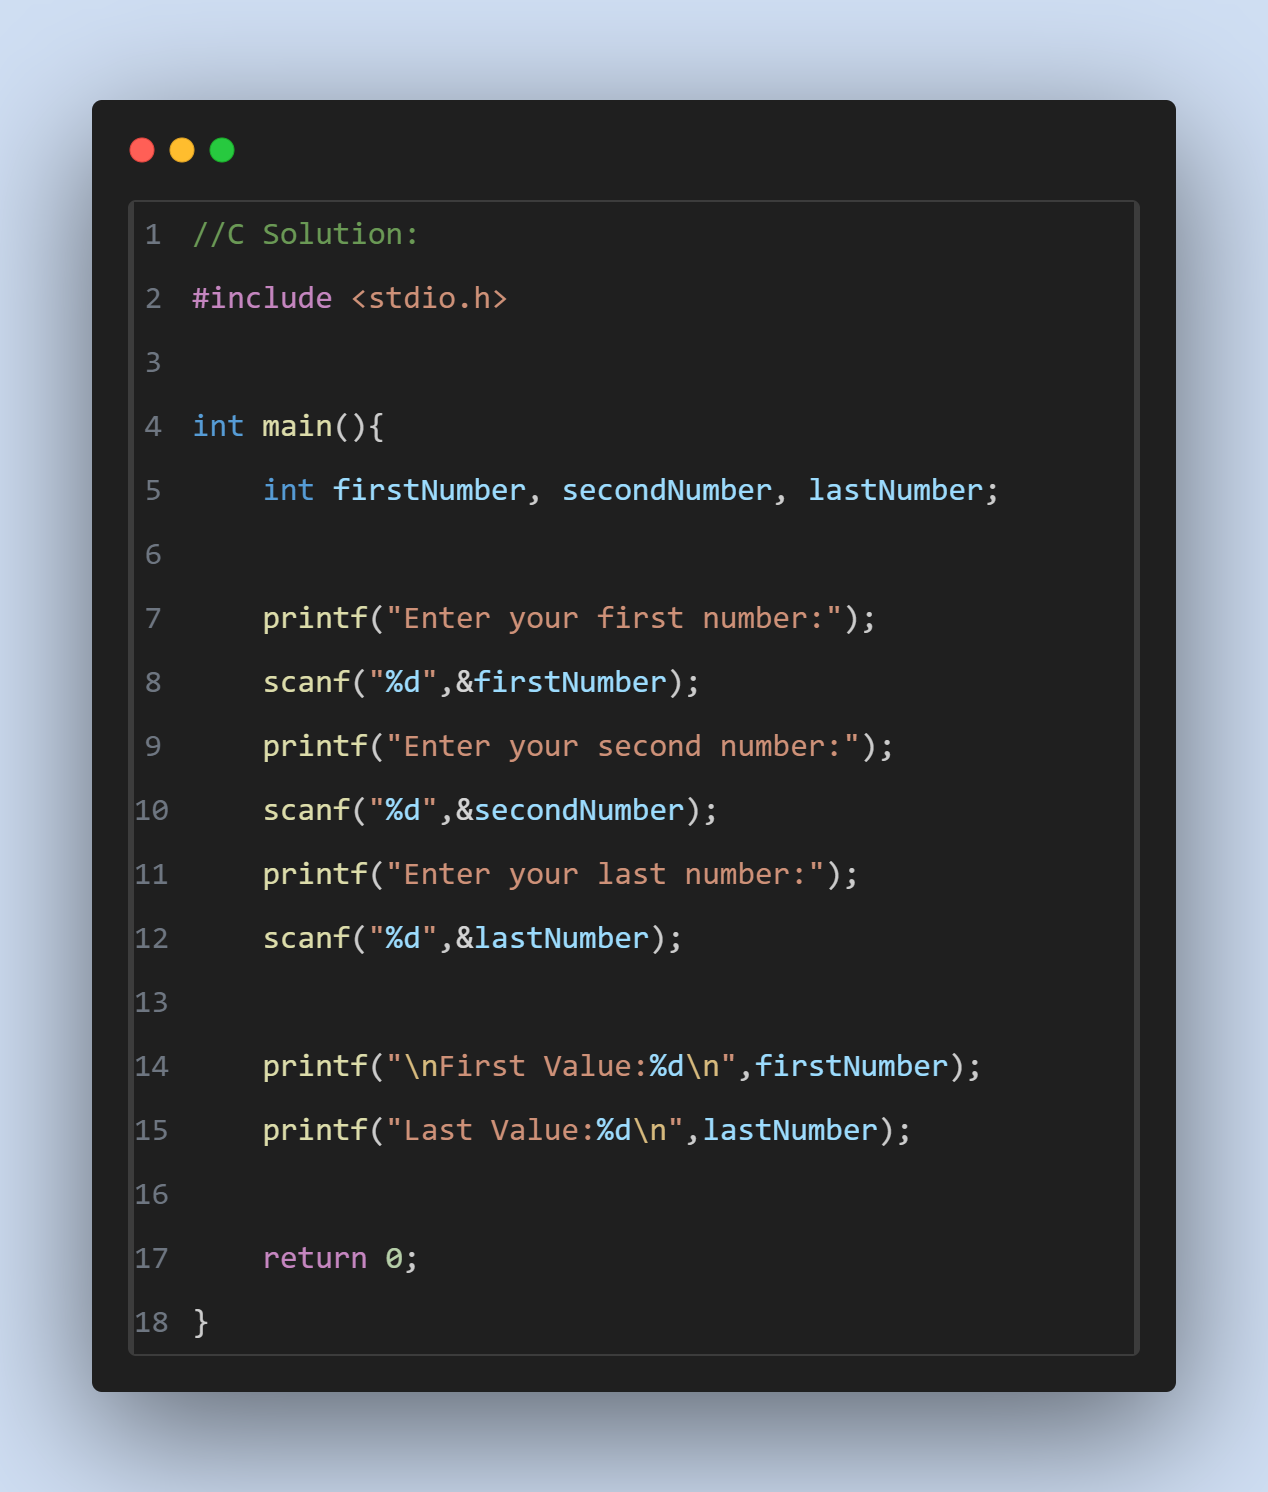 1 //C Solution:
2 #include <stdio.h>
3
4 int main(){
5     int firstNumber, secondNumber, lastNumber;
6
7     printf("Enter your first number:");
8     scanf("%d",&firstNumber);
9     printf("Enter your second number:");
10     scanf("%d",&secondNumber);
11     printf("Enter your last number:");
12     scanf("%d",&lastNumber);
13
14     printf("\nFirst Value:%d\n",firstNumber);
15     printf("Last Value:%d\n",lastNumber);
16
17     return 0;
18 }